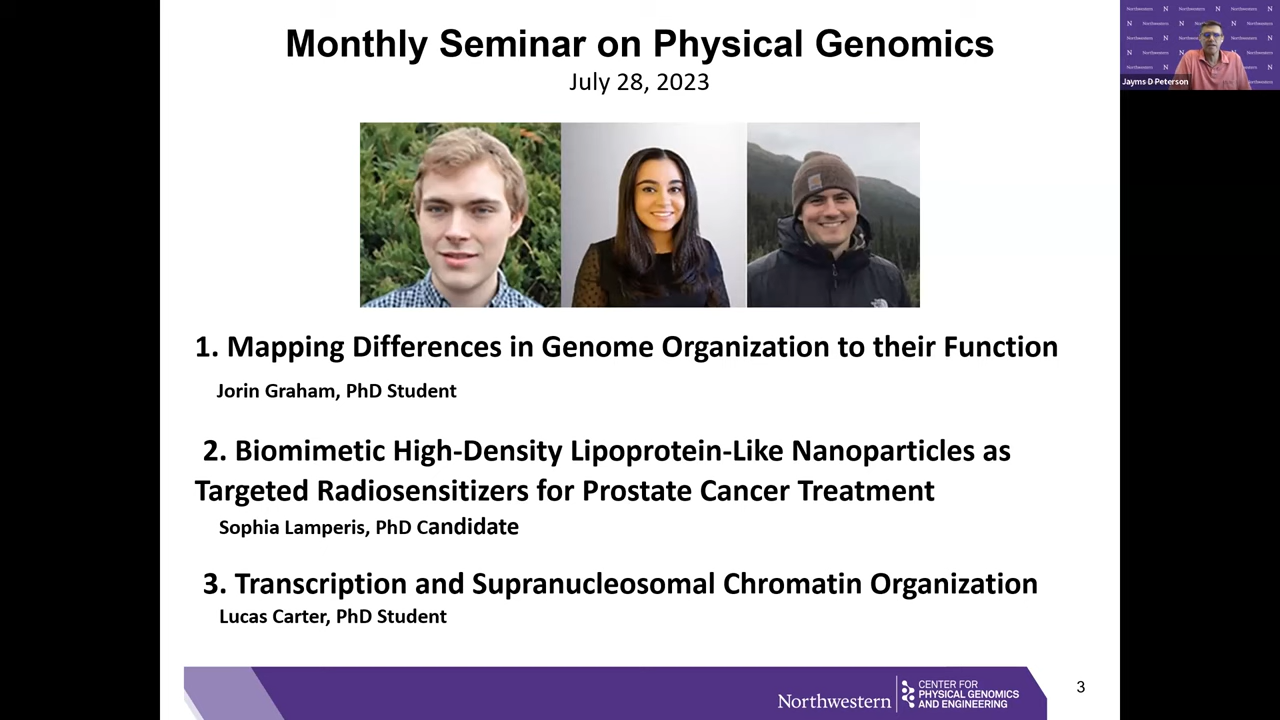 Monthly Seminar on Physical Genomics
July 28, 2023
1. Mapping Differences in Genome Organization to their Function
Jorin Graham, PhD Student
2. Biomimetic High-Density Lipoprotein-Like Nanoparticles as
Targeted Radiosensitizers for Prostate Cancer Treatment
Sophia Lamperis, PhD Candidate
3. Transcription and Supranucleosomal Chromatin Organization
Lucas Carter, PhD Student
Northwestern
CENTER FOR
PHYSICAL GENOMICS
AND ENGINEERING
3
Jayms D Peterson